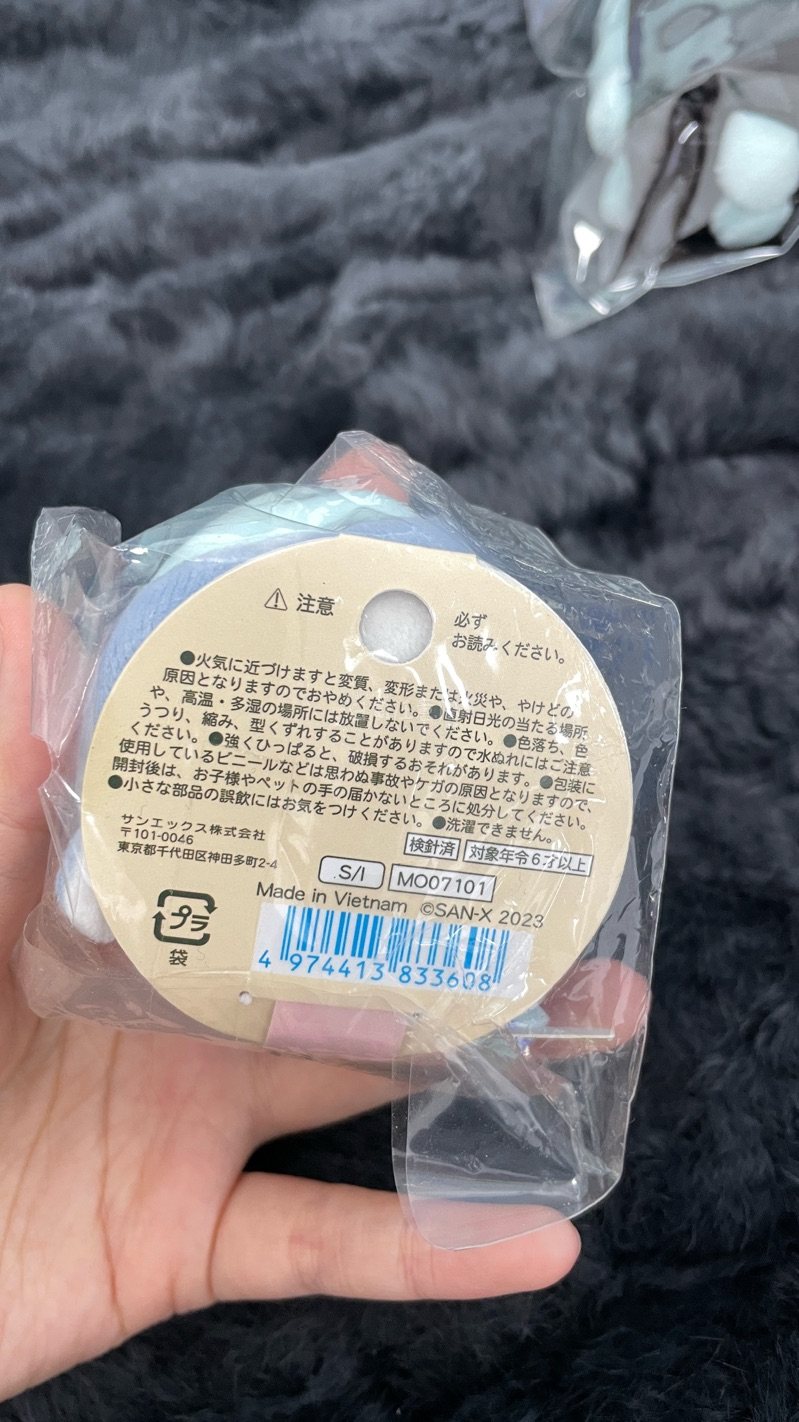 ⚠ 注意
必ず
お読みください。
●火気に近づけますと変質、変形または火災や、やけどの
原因となりますのでおやめください。●直射日光の当たる場所
や、高温・多湿の場所には放置しないでください。●色落ち、色
うつり、縮み、型くずれすることがありますので水ぬれにはご注意
ください。●強くひっぱると、破損するおそれがあります。●包装に
使用しているビニールなどは思わぬ事故やケガの原因となりますので、
開封後は、お子様やペットの手の届かないところに処分してください。
●小さな部品の誤飲にはお気をつけください。●洗濯できません。
サンエックス株式会社
〒101-0046
東京都千代田区神田多町2-4
検針済 対象年令6才以上
S/I MO07101
Made in Vietnam ©SAN-X 2023
プラ
袋
4 974413 833608